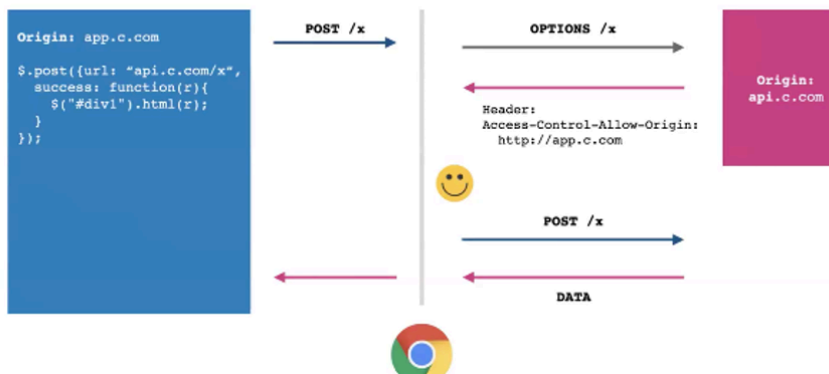 Origin: app.c.com
$.post({url: “api.c.com/x“,
success: function(r){
$("#div1").html(r);
}
});
POST /x
OPTIONS /x
Header:
Access-Control-Allow-Origin:
http://app.c.com
Origin:
api.c.com
POST /x
DATA